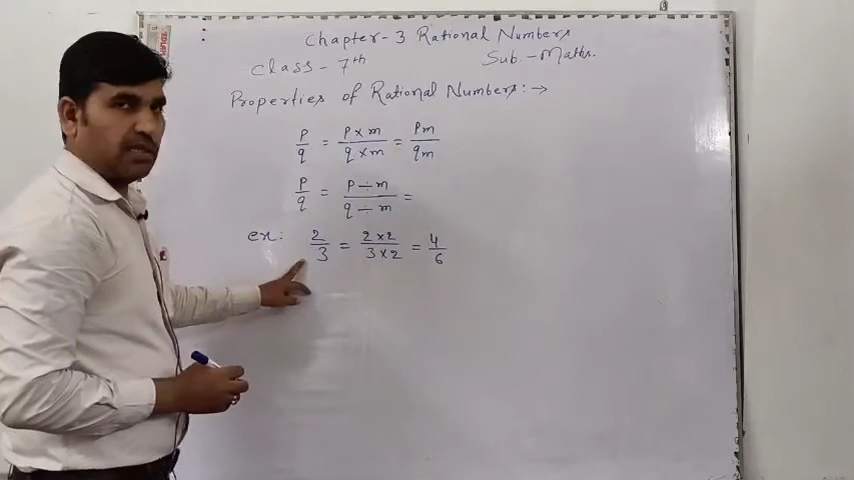 Chapter-3 Rational Numbers
Class-7th Sub.-Maths.
Properties of Rational Numbers:→
p/q = p×m/q×m = pm/qm
p/q = p÷m/q÷m =
ex: 2/3 = 2×2/3×2 = 4/6